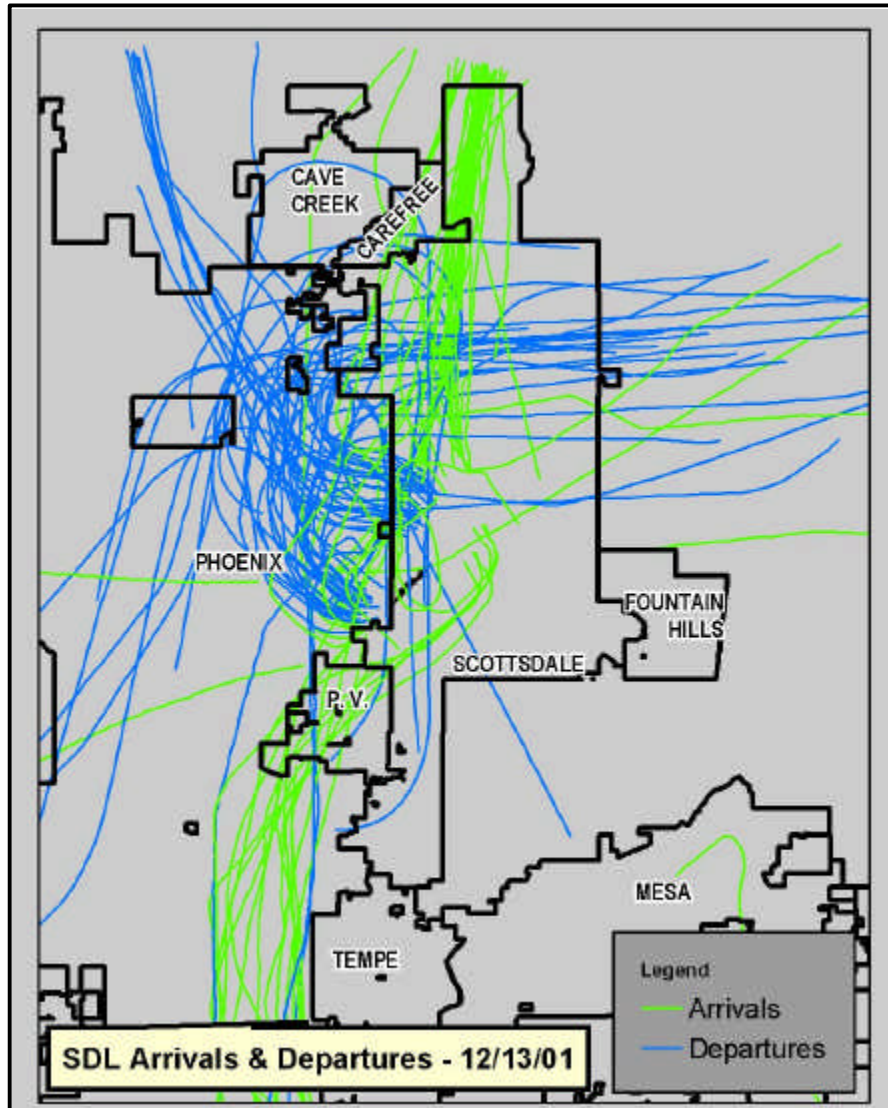 CAVE
CREEK
CAREFREE
PHOENIX
FOUNTAIN
HILLS
SCOTTSDALE
P. V.
MESA
TEMPE
Legend
Arrivals
Departures
SDL Arrivals & Departures - 12/13/01